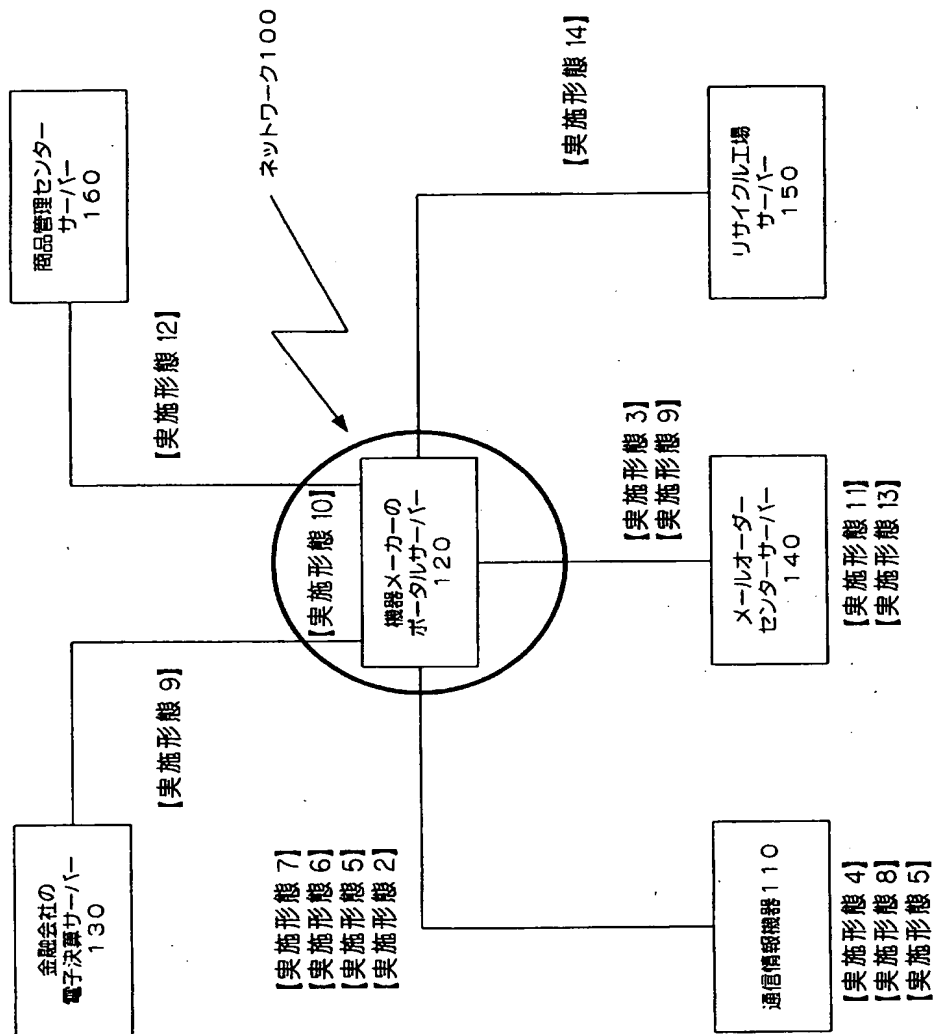 金融会社の
電子決算サーバー
130
商品管理センター
サーバー
160
ネットワーク100
【実施形態 9】
【実施形態 12】
【実施形態 10】
機器メーカーの
ポータルサーバー
120
【実施形態 7】
【実施形態 6】
【実施形態 5】
【実施形態 2】
【実施形態 3】
【実施形態 9】
【実施形態 14】
通信情報機器110
【実施形態 4】
【実施形態 8】
【実施形態 5】
メールオーダー
センターサーバー
140
【実施形態 11】
【実施形態 13】
リサイクル工場
サーバー
150